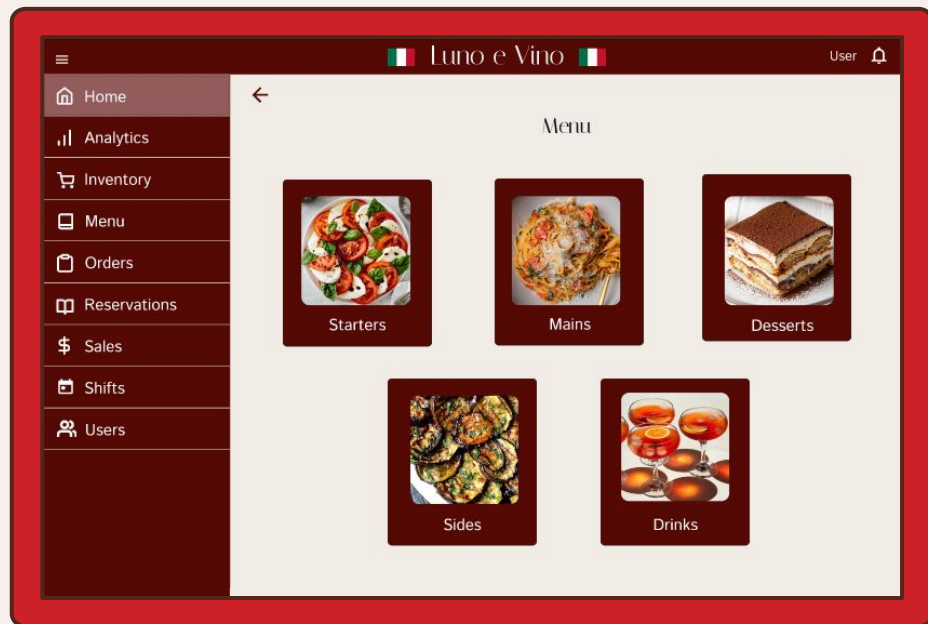 Luno e Vino
User
Home
Analytics
Inventory
Menu
Orders
Reservations
Sales
Shifts
Users
Menu
Starters
Mains
Desserts
Sides
Drinks